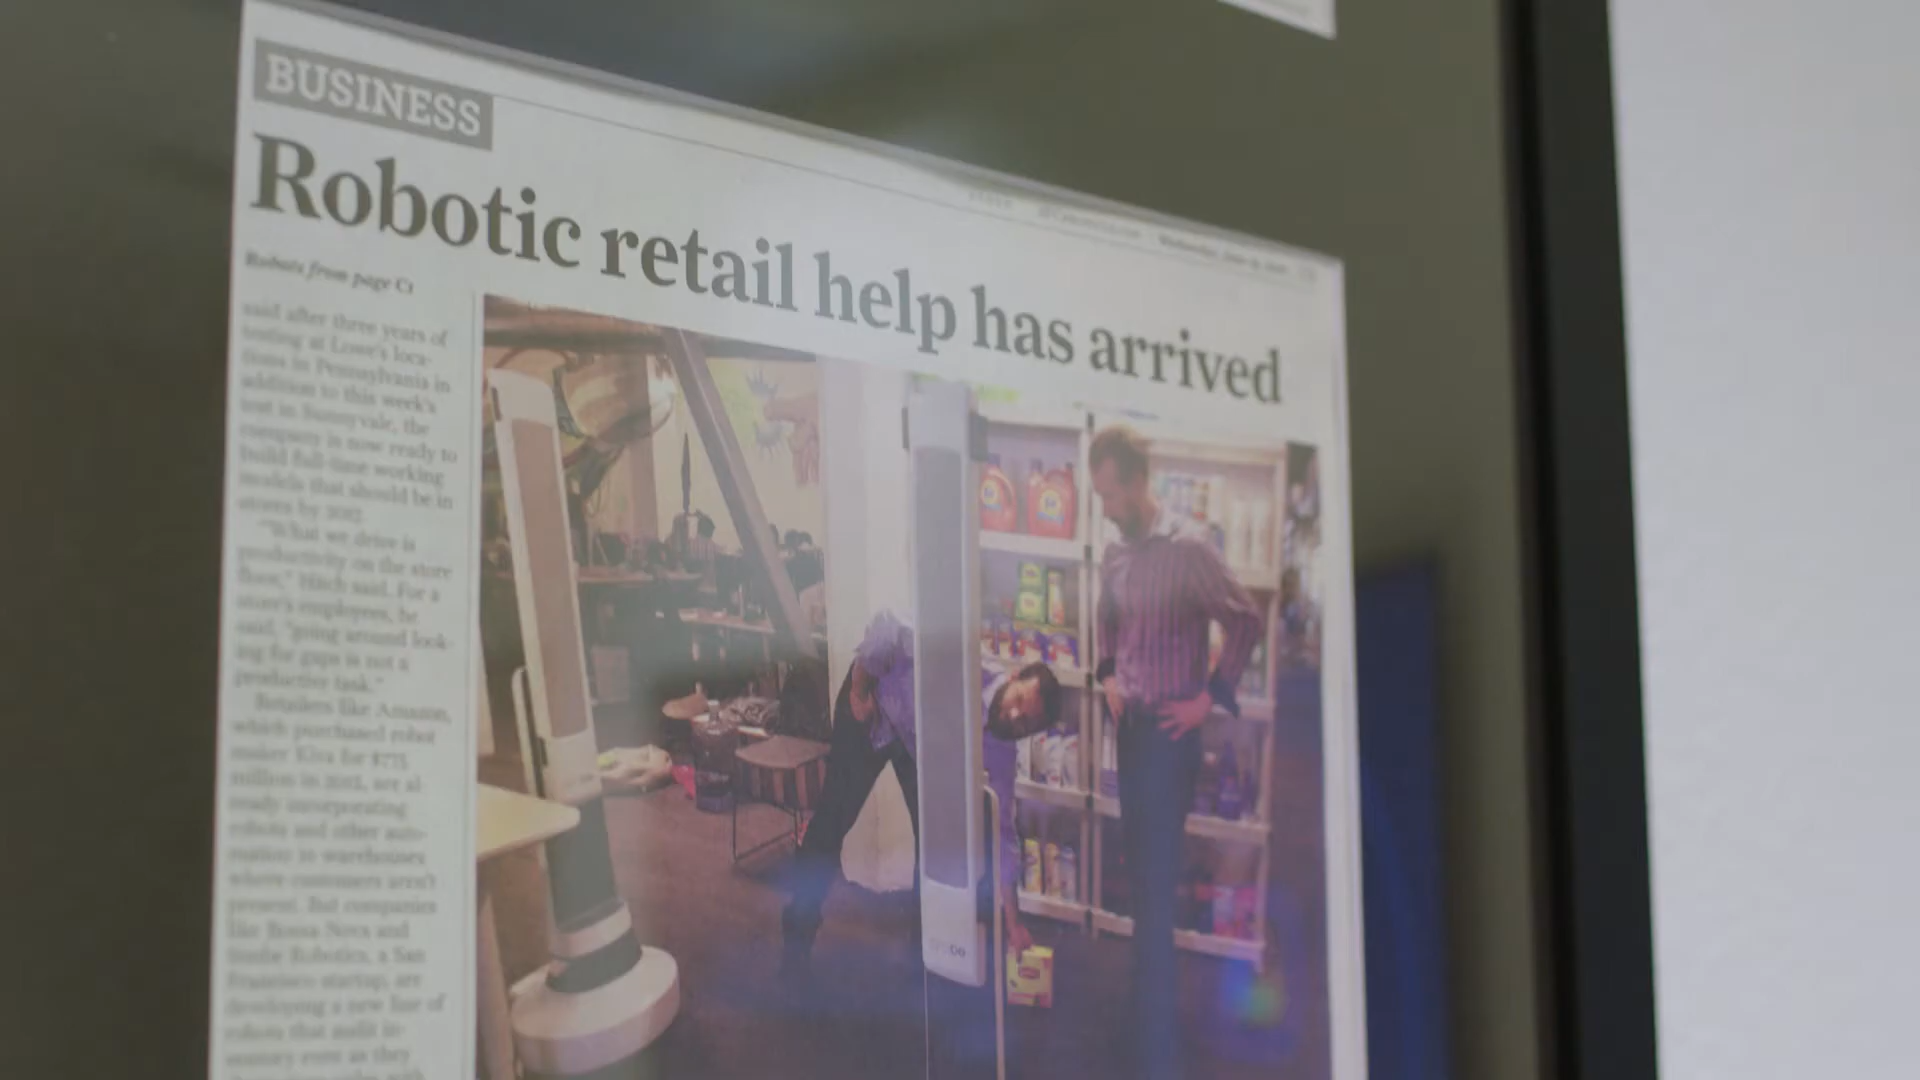 BUSINESS
Robotic retail help has arrived
Robots from page C1
said after three years of
testing at Lowe's loca-
tions in Pennsylvania in
addition to this week's
test in Sunnyvale, the
company is now ready to
build full-time working
models that should be in
stores by 2017.
"What we drive is
productivity on the store
floor," said. For a
store's employees, he
said, "going around look-
ing for gaps is not a
productive task."
Retailers like Amazon,
which purchased robot
maker Kiva for $775
million in 2012, are al-
ready incorporating
robots and other auto-
mation in warehouses
where customers aren't
present. But companies
like Bossa Nova and
Simbe Robotics, a San
Francisco startup, are
developing a new line of
robots that audit in-
ventory even as they